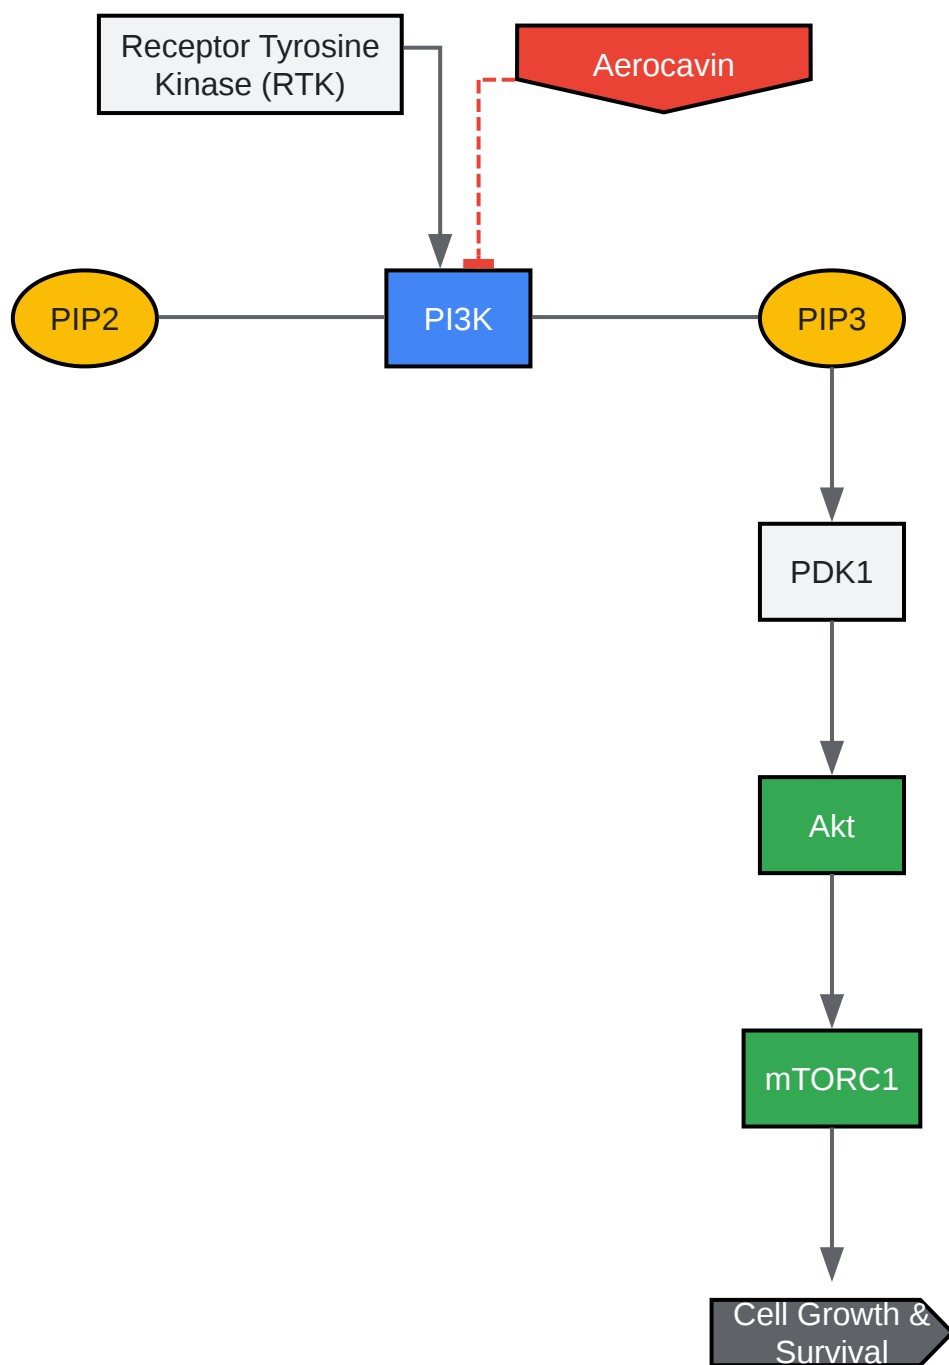 Receptor Tyrosine
Kinase (RTK)
Aerocavin
PIP2
PI3K
PIP3
PDK1
Akt
mTORC1
Cell Growth &
Survival